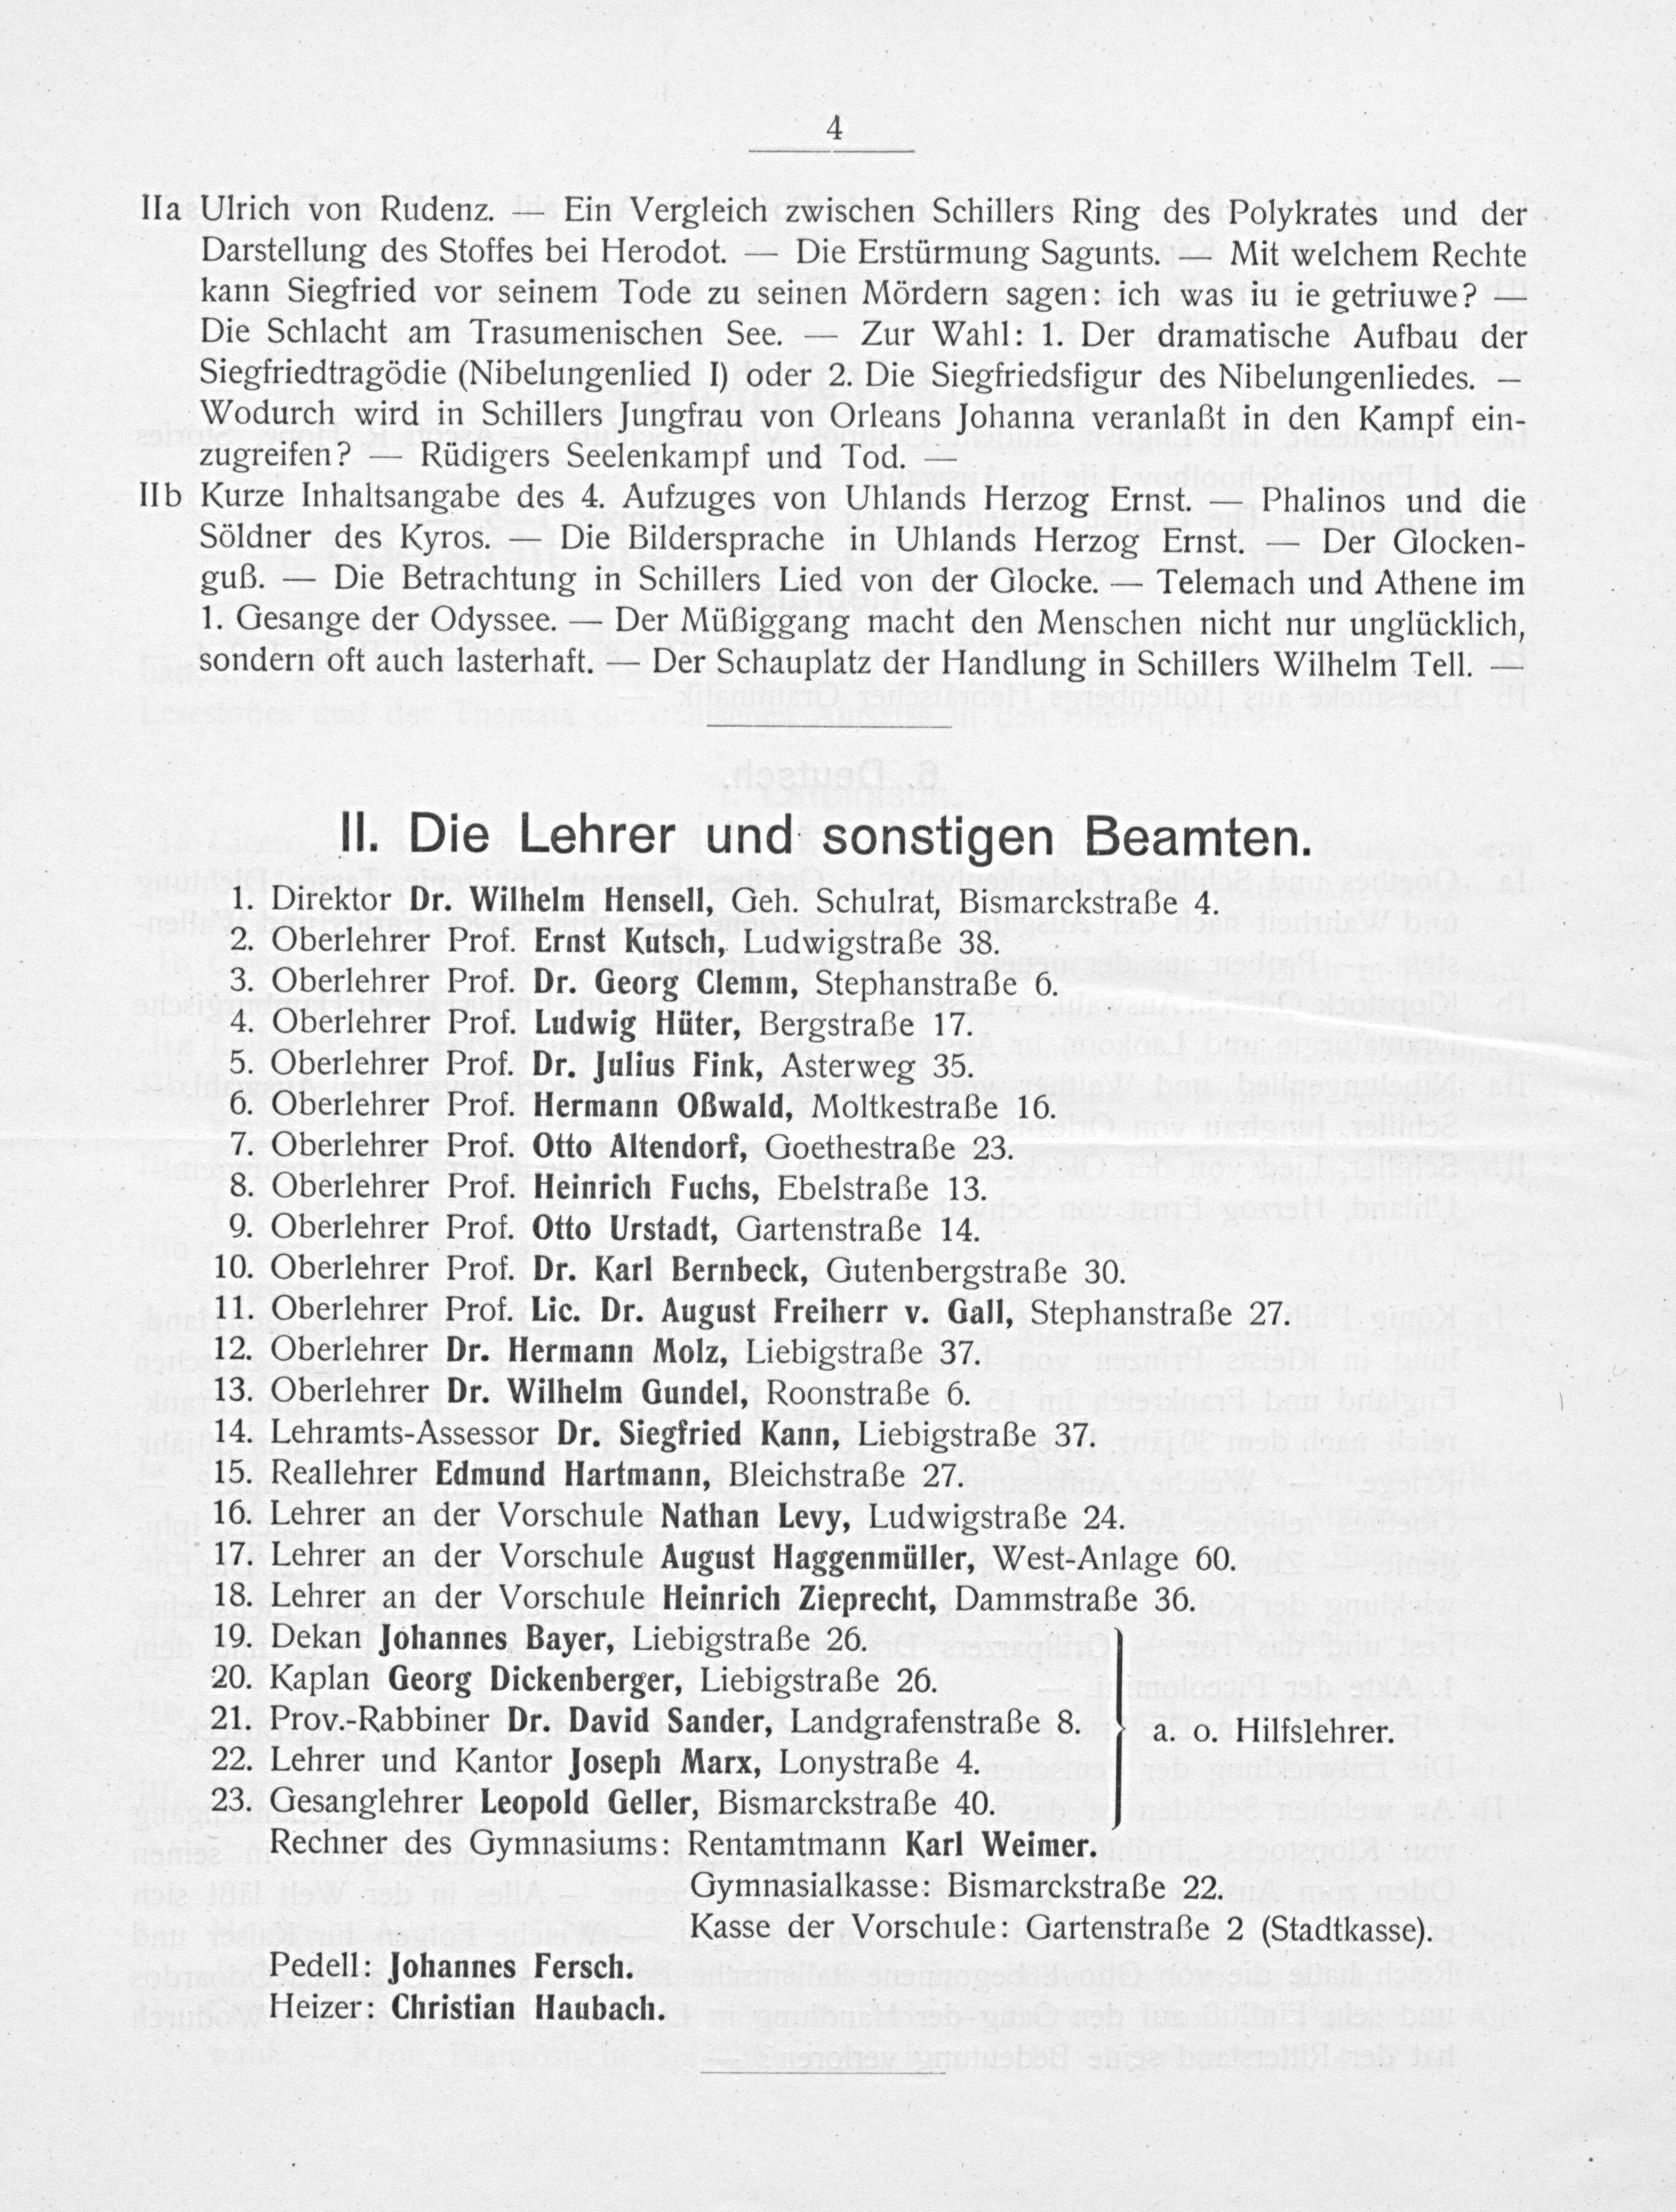 4
IIa Ulrich von Rudenz. — Ein Vergleich zwischen Schillers Ring des Polykrates und der
Darstellung des Stoffes bei Herodot. — Die Erstürmung Sagunts. — Mit welchem Rechte
kann Siegfried vor seinem Tode zu seinen Mördern sagen: ich was iu ie getriuwe? —
Die Schlacht am Trasumenischen See. — Zur Wahl: 1. Der dramatische Aufbau der
Siegfriedtragödie (Nibelungenlied I) oder 2. Die Siegfriedsfigur des Nibelungenliedes. —
Wodurch wird in Schillers Jungfrau von Orleans Johanna veranlaßt in den Kampf ein-
zugreifen? — Rüdigers Seelenkampf und Tod. —
IIb Kurze Inhaltsangabe des 4. Aufzuges von Uhlands Herzog Ernst. — Phalinos und die
Söldner des Kyros. — Die Bildersprache in Uhlands Herzog Ernst. — Der Glocken-
guß. — Die Betrachtung in Schillers Lied von der Glocke. — Telemach und Athene im
1. Gesange der Odyssee. — Der Müßiggang macht den Menschen nicht nur unglücklich,
sondern oft auch lasterhaft. — Der Schauplatz der Handlung in Schillers Wilhelm Tell. —
II. Die Lehrer und sonstigen Beamten.
1. Direktor Dr. Wilhelm Hensell, Geh. Schulrat, Bismarckstraße 4.
2. Oberlehrer Prof. Ernst Kutsch, Ludwigstraße 38.
3. Oberlehrer Prof. Dr. Georg Clemm, Stephanstraße 6.
4. Oberlehrer Prof. Ludwig Hüter, Bergstraße 17.
5. Oberlehrer Prof. Dr. Julius Fink, Asterweg 35.
6. Oberlehrer Prof. Hermann Oßwald, Moltkestraße 16.
7. Oberlehrer Prof. Otto Altendorf, Goethestraße 23.
8. Oberlehrer Prof. Heinrich Fuchs, Ebelstraße 13.
9. Oberlehrer Prof. Otto Urstadt, Gartenstraße 14.
10. Oberlehrer Prof. Dr. Karl Bernbeck, Gutenbergstraße 30.
11. Oberlehrer Prof. Lic. Dr. August Freiherr v. Gall, Stephanstraße 27.
12. Oberlehrer Dr. Hermann Molz, Liebigstraße 37.
13. Oberlehrer Dr. Wilhelm Gundel, Roonstraße 6.
14. Lehramts-Assessor Dr. Siegfried Kann, Liebigstraße 37.
15. Reallehrer Edmund Hartmann, Bleichstraße 27.
16. Lehrer an der Vorschule Nathan Levy, Ludwigstraße 24.
17. Lehrer an der Vorschule August Haggenmüller, West-Anlage 60.
18. Lehrer an der Vorschule Heinrich Zieprecht, Dammstraße 36.
19. Dekan Johannes Bayer, Liebigstraße 26.
20. Kaplan Georg Dickenberger, Liebigstraße 26.
21. Prov.-Rabbiner Dr. David Sander, Landgrafenstraße 8.
a. o. Hilfslehrer.
22. Lehrer und Kantor Joseph Marx, Lonystraße 4.
23. Gesanglehrer Leopold Geller, Bismarckstraße 40.
Rechner des Gymnasiums: Rentamtmann Karl Weimer.
Gymnasialkasse: Bismarckstraße 22.
Kasse der Vorschule: Gartenstraße 2 (Stadtkasse).
Pedell: Johannes Fersch.
Heizer: Christian Haubach.